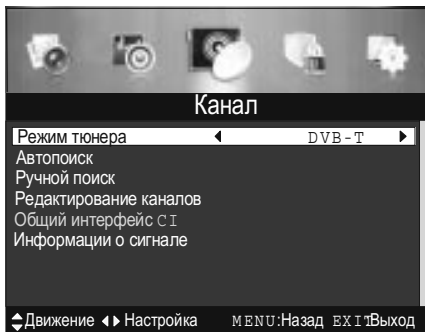 Канал
Режим тюнера DVB-T
Автопоиск
Ручной поиск
Редактирование каналов
Общий интерфейс CI
Информации о сигнале
Движение Настройка MENU:Назад EXIT:Выход